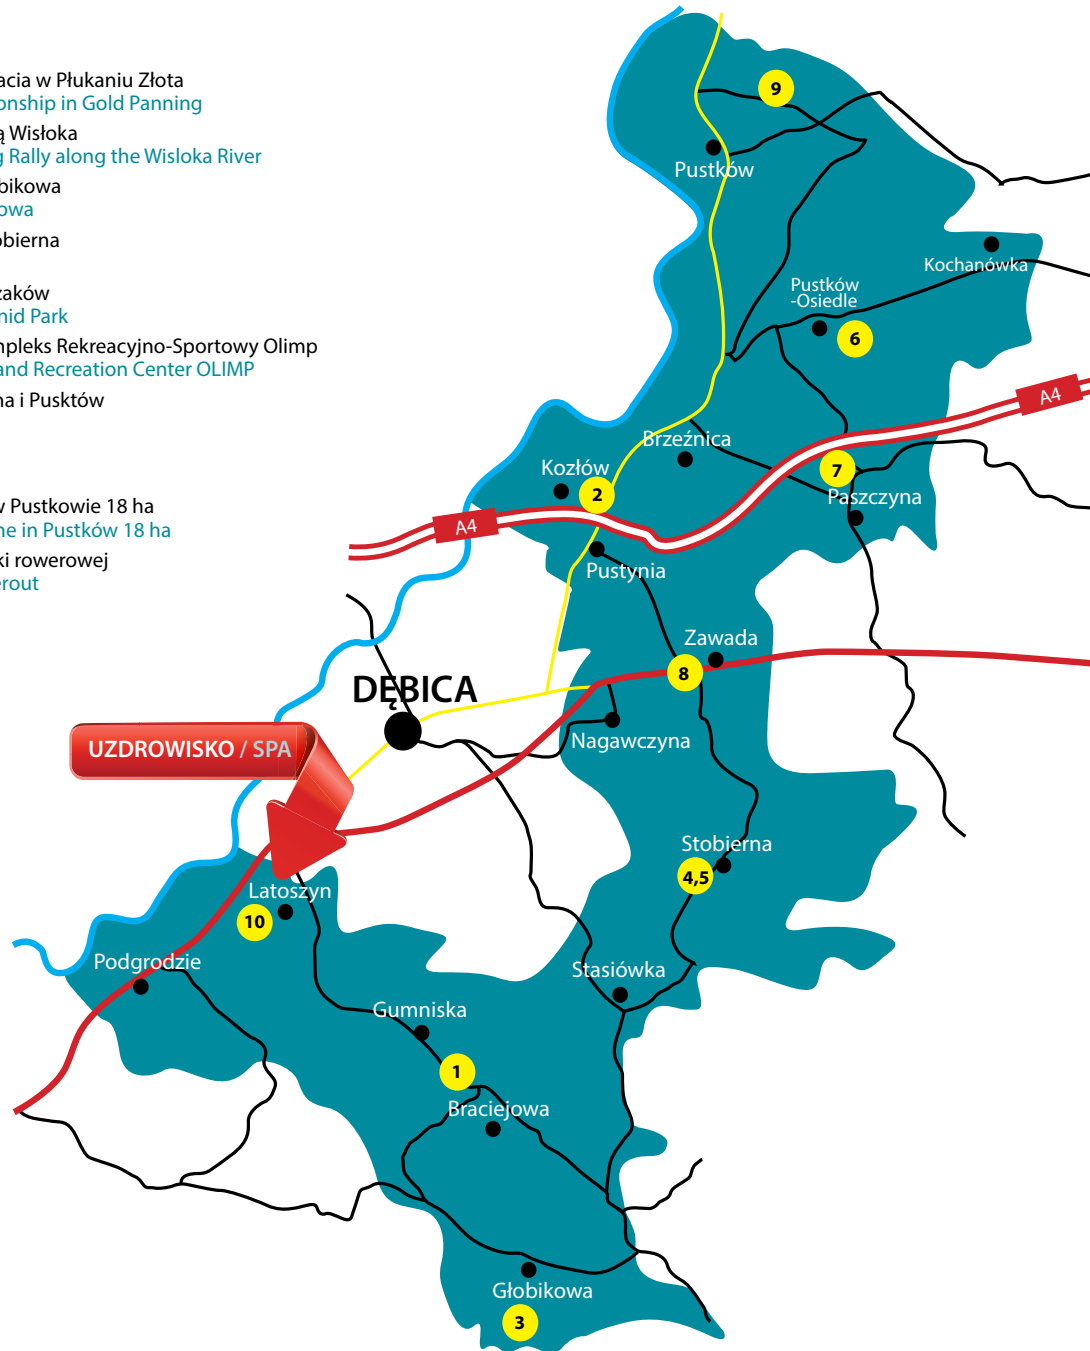 acia w Płukaniu Złota
onship in Gold Panning
ą Wisłoka
g Rally along the Wisloka River
bikowa
owa
obierna
zaków
nid Park
mpleks Rekreacyjno-Sportowy Olimp
and Recreation Center OLIMP
na i Pusktów
w Pustkowie 18 ha
ne in Pustków 18 ha
ki rowerowej
erout
9
Pustków
Kochanówka
Pustków
-Osiedle
6
A4
Brzeźnica
Kozłów
2
7
Paszczyna
A4
Pustynia
Zawada
8
DĘBICA
Nagawczyna
UZDROWISKO / SPA
Stobierna
4,5
Latoszyn
10
Podgrodzie
Stasiówka
Gumniska
1
Braciejowa
Głobikowa
3